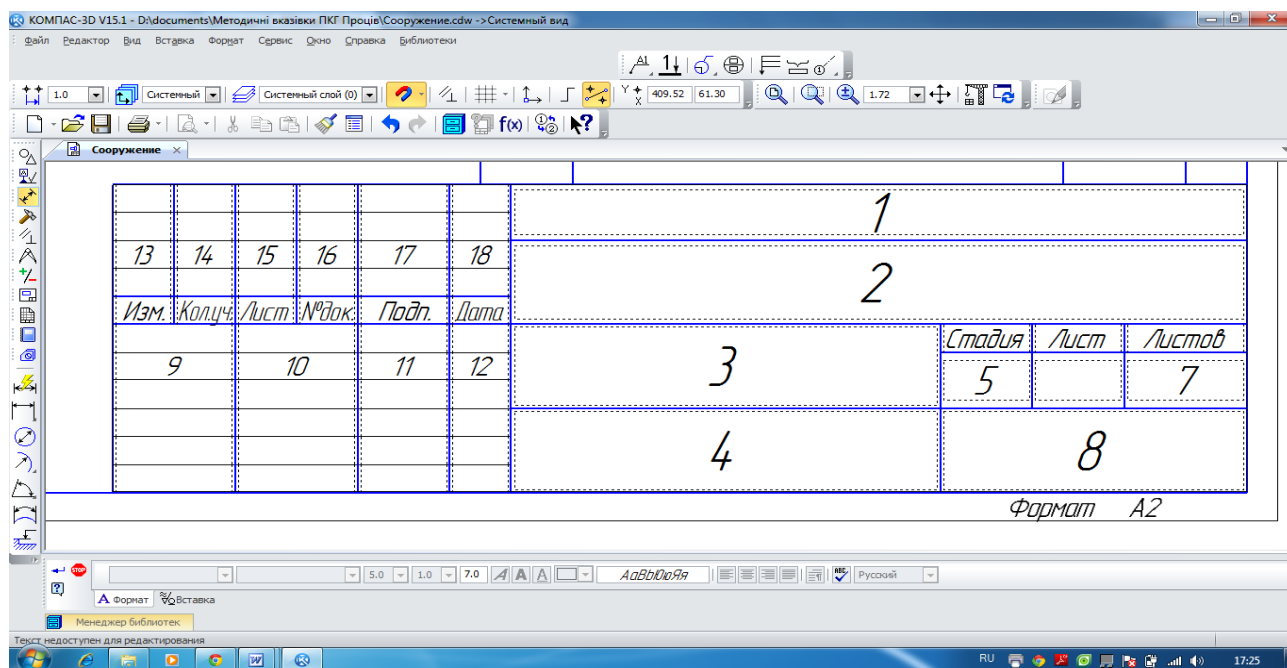 КОМПАС-3D V15.1 - D:\documents\Методичні вказівки ПКГ Проців\Сооружение.cdw ->Системный вид
Файл Редактор Вид Вставка Формат Сервис Окно Справка Библиотеки
1.0 Системный Системный слой (0) 409.52 61.30 1.72
f(x)
Сооружение
1
13 14 15 16 17 18
2
Изм. Кол.уч Лист №док. Подп. Дата
3 Стадия Лист Листов
9 10 11 12
5 7
4 8
Формат А2
5.0 1.0 7.0 АаВbIОоЯя Русский
Формат Вставка
Менеджер библиотек
Текст недоступен для редактирования
RU 17:25